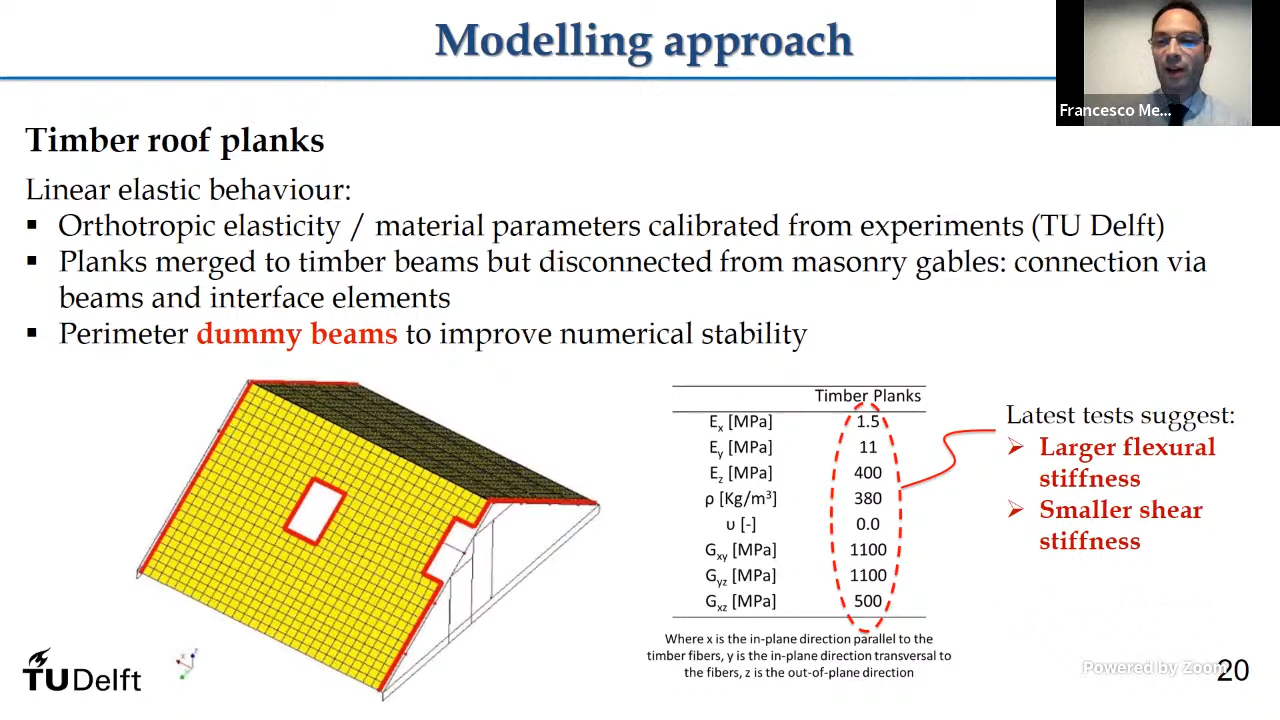 Modelling approach
Francesco Me...
Timber roof planks
Linear elastic behaviour:
▪ Orthotropic elasticity / material parameters calibrated from experiments (TU Delft)
▪ Planks merged to timber beams but disconnected from masonry gables: connection via
beams and interface elements
▪ Perimeter dummy beams to improve numerical stability
Timber Planks
Ex [MPa] 1.5
Ey [MPa] 11
Ez [MPa] 400
ρ [Kg/m³] 380
υ [-] 0.0
Gxy [MPa] 1100
Gyz [MPa] 1100
Gxz [MPa] 500
Where x is the in-plane direction parallel to the
timber fibers, y is the in-plane direction transversal to
the fibers, z is the out-of-plane direction
Latest tests suggest:
➢ Larger flexural
stiffness
➢ Smaller shear
stiffness
TUDelft
Powered by Zoom
20